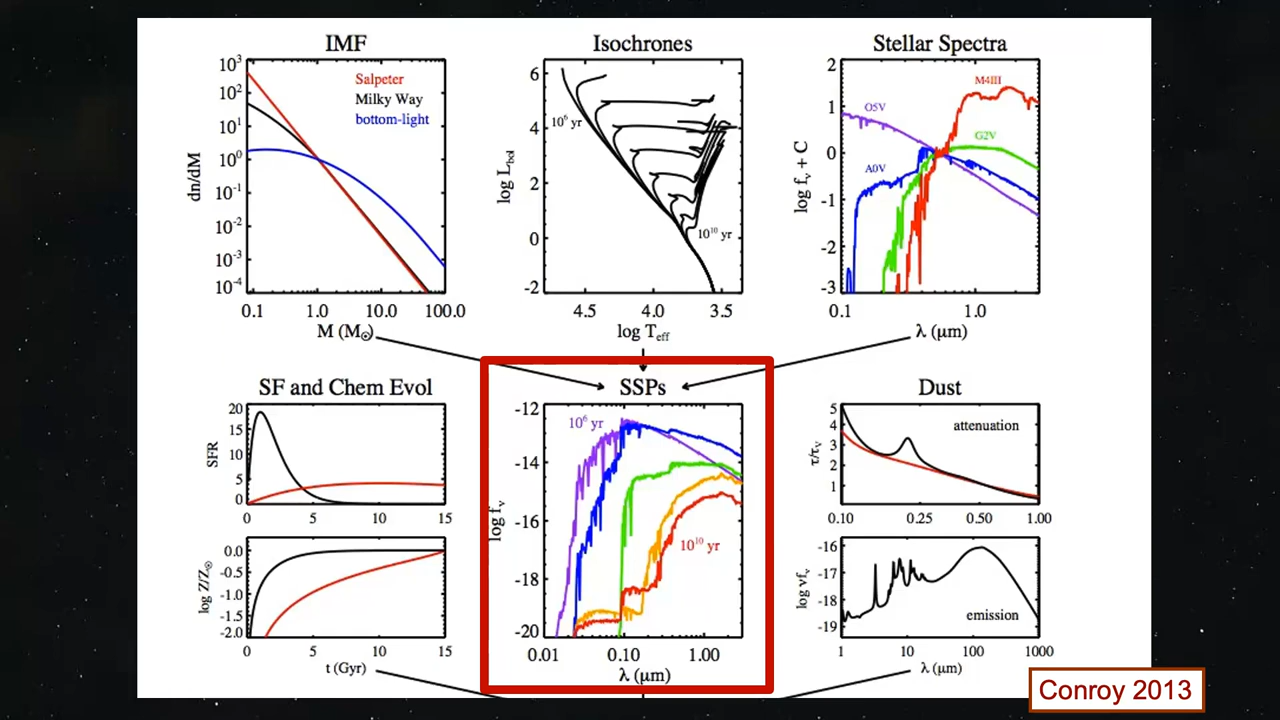 IMF
10³
10²
10¹
10⁰
10⁻¹
10⁻²
10⁻³
10⁻⁴
dn/dM
Salpeter
Milky Way
bottom-light
0.1 1.0 10.0 100.0
M (M⊙)
Isochrones
6
4
2
0
-2
log L_bol
10⁶ yr
10¹⁰ yr
4.5 4.0 3.5
log T_eff
Stellar Spectra
2
1
0
-1
-2
-3
log f_ν + C
M4III
O5V
G2V
A0V
0.1 1.0
λ (μm)
SF and Chem Evol
20
15
10
5
0
SFR
0 5 10 15
0.0
-0.5
-1.0
-1.5
-2.0
log Z/Z⊙
0 5 10 15
t (Gyr)
SSPs
-12
-14
-16
-18
-20
log f_ν
10⁶ yr
10¹⁰ yr
0.01 0.10 1.00
λ (μm)
Dust
5
4
3
2
1
τ/τ_V
attenuation
0.10 0.25 0.50 1.00
-16
-17
-18
-19
log νf_ν
emission
1 10 100 1000
λ (μm)
Conroy 2013